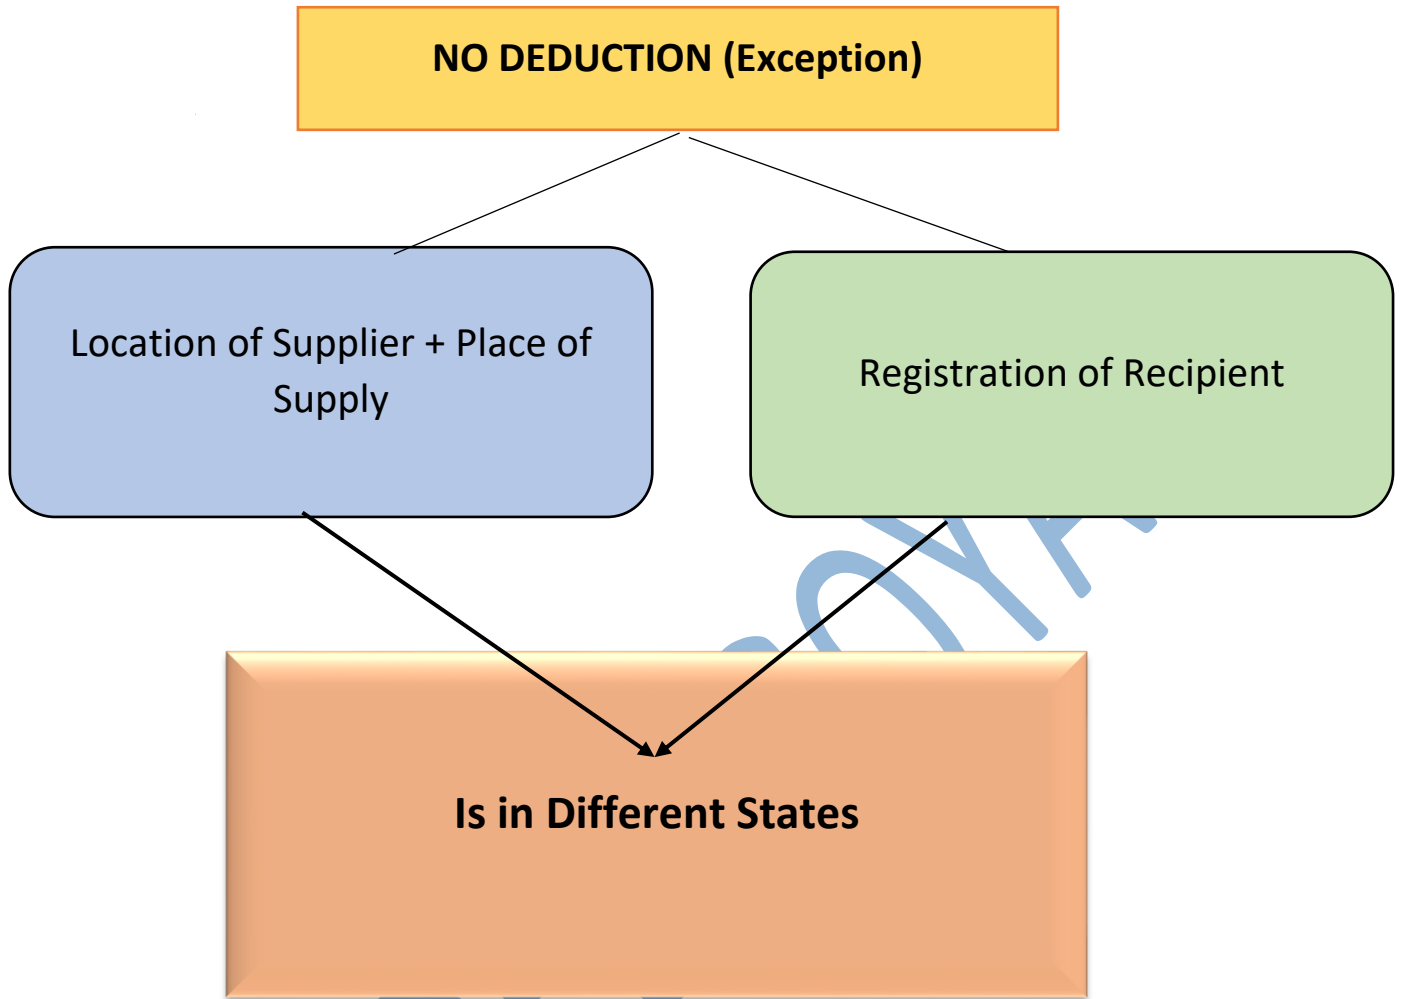 NO DEDUCTION (Exception)
Location of Supplier + Place of
Supply
Registration of Recipient
Is in Different States